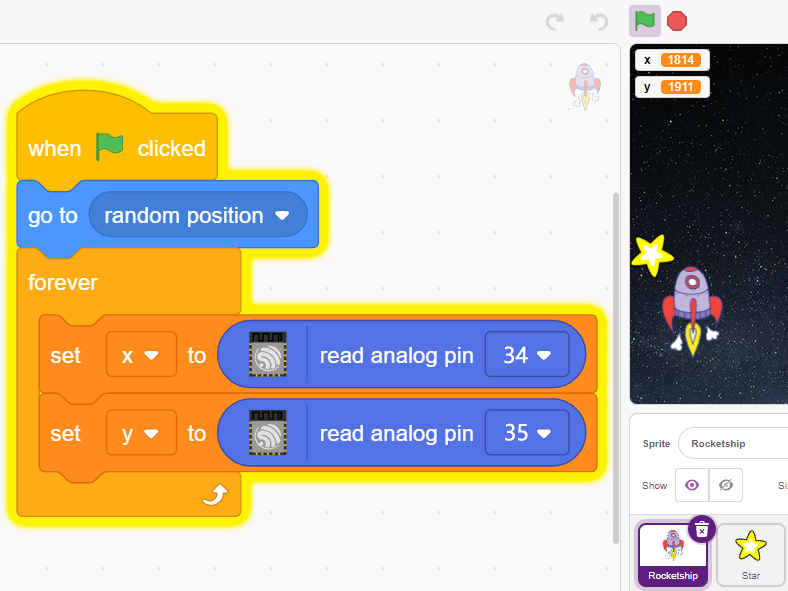 when clicked
go to random position
forever
set x to read analog pin 34
set y to read analog pin 35
x 1814
y 1911
Sprite Rocketship
Show Si
Rocketship
Star